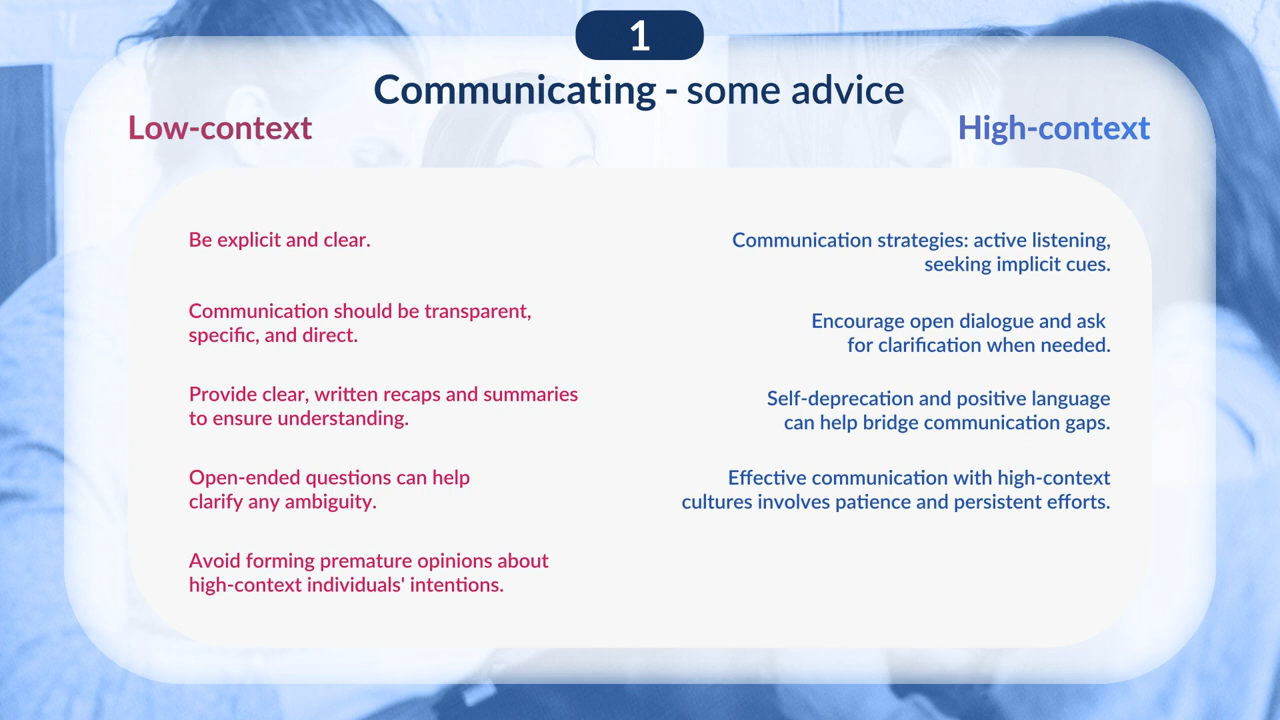 1
Communicating - some advice
Low-context
High-context
Be explicit and clear.
Communication should be transparent,
specific, and direct.
Provide clear, written recaps and summaries
to ensure understanding.
Open-ended questions can help
clarify any ambiguity.
Avoid forming premature opinions about
high-context individuals' intentions.
Communication strategies: active listening,
seeking implicit cues.
Encourage open dialogue and ask
for clarification when needed.
Self-deprecation and positive language
can help bridge communication gaps.
Effective communication with high-context
cultures involves patience and persistent efforts.